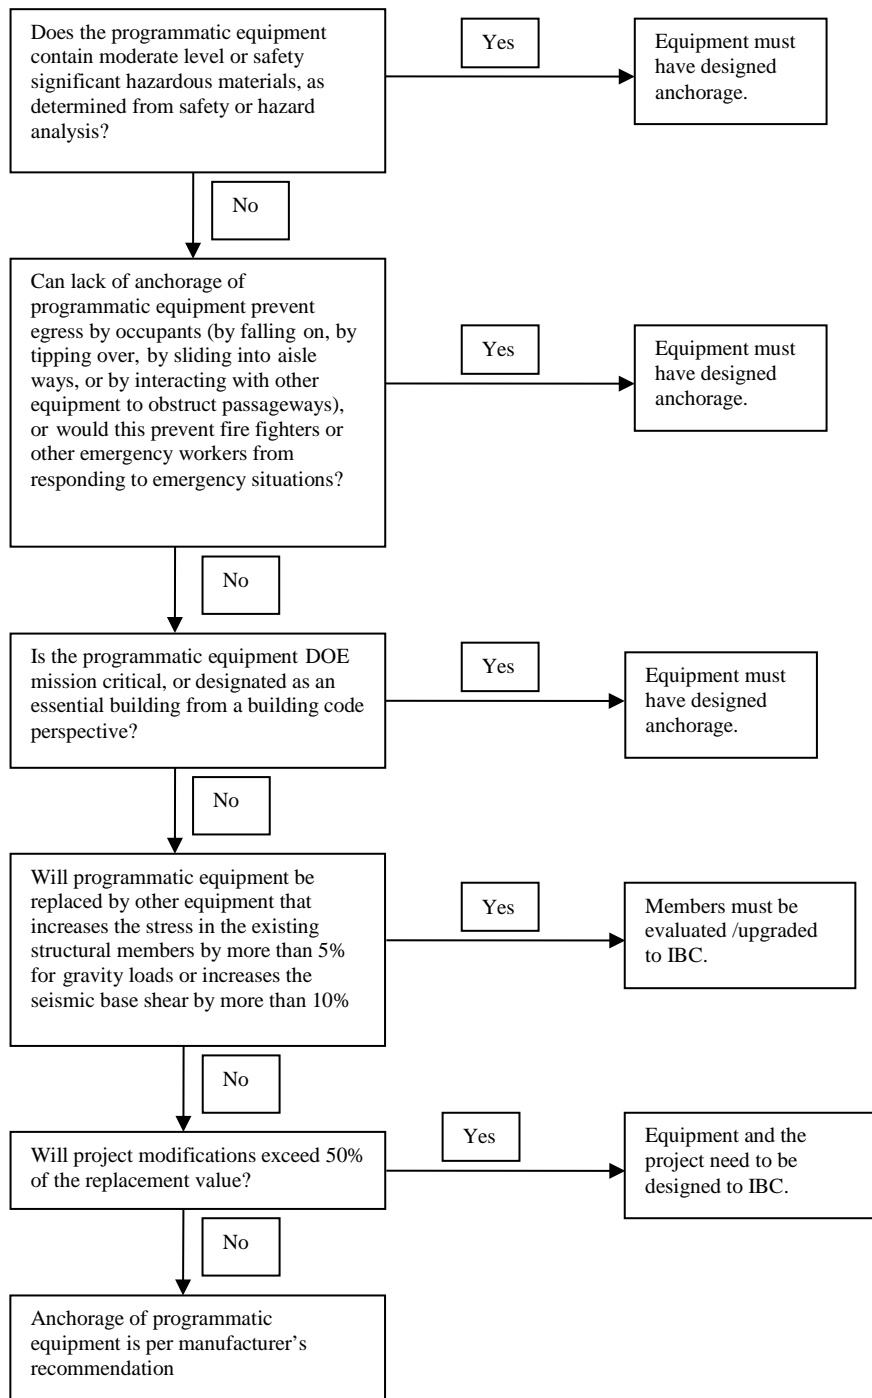 Does the programmatic equipment
contain moderate level or safety
significant hazardous materials, as
determined from safety or hazard
analysis?
Yes
Equipment must
have designed
anchorage.
No
Can lack of anchorage of
programmatic equipment prevent
egress by occupants (by falling on, by
tipping over, by sliding into aisle
ways, or by interacting with other
equipment to obstruct passageways),
or would this prevent fire fighters or
other emergency workers from
responding to emergency situations?
Yes
Equipment must
have designed
anchorage.
No
Is the programmatic equipment DOE
mission critical, or designated as an
essential building from a building code
perspective?
Yes
Equipment must
have designed
anchorage.
No
Will programmatic equipment be
replaced by other equipment that
increases the stress in the existing
structural members by more than 5%
for gravity loads or increases the
seismic base shear by more than 10%
Yes
Members must be
evaluated /upgraded
to IBC.
No
Will project modifications exceed 50%
of the replacement value?
Yes
Equipment and the
project need to be
designed to IBC.
No
Anchorage of programmatic
equipment is per manufacturer’s
recommendation